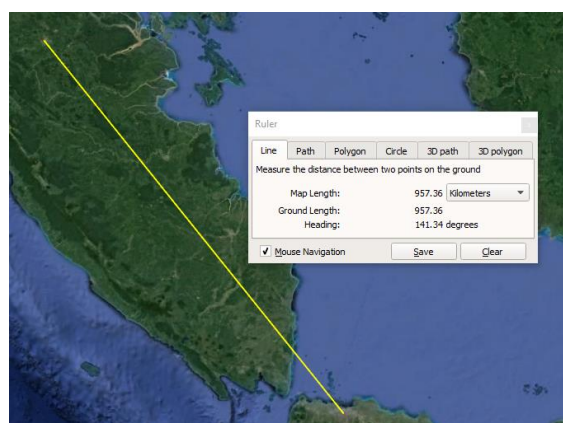 Ruler
Line Path Polygon Circle 3D path 3D polygon
Measure the distance between two points on the ground
Map Length: 957.36 Kilometers
Ground Length: 957.36
Heading: 141.34 degrees
Mouse Navigation Save Clear